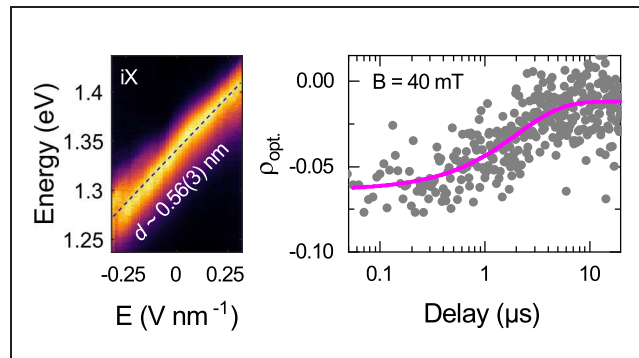 iX
Energy (eV)
1.4
1.35
1.3
1.25
d ~ 0.56(3) nm
-0.25
0
0.25
E (V nm⁻¹)
B = 40 mT
ρopt.
0.00
-0.05
-0.10
0.1
1
10
Delay (µs)